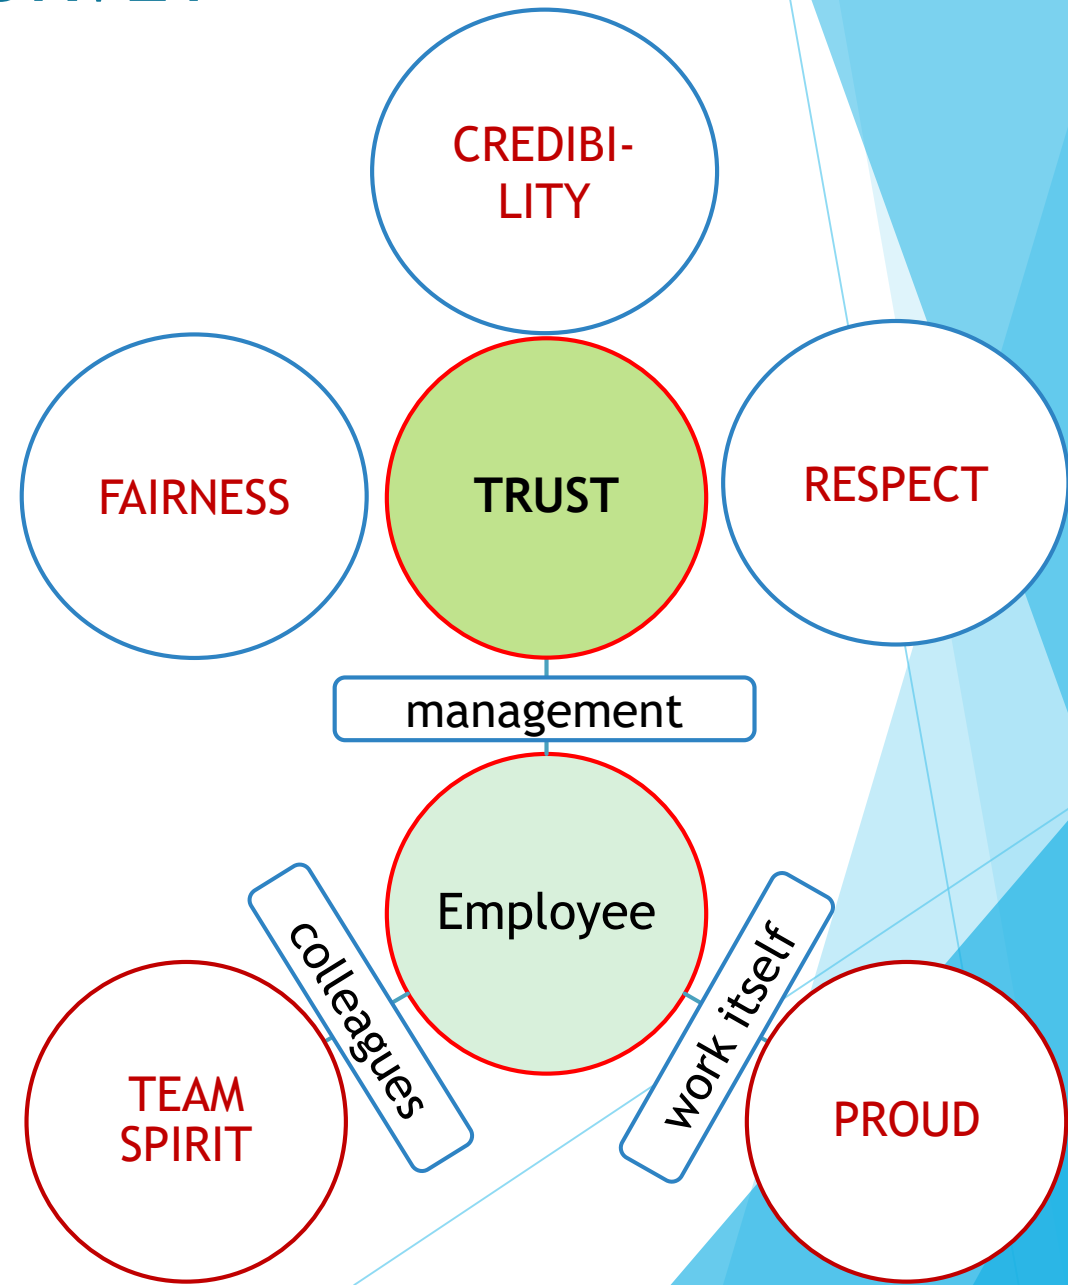 CREDIBI-
LITY
FAIRNESS
TRUST
RESPECT
management
Employee
colleagues
work itself
TEAM
SPIRIT
PROUD